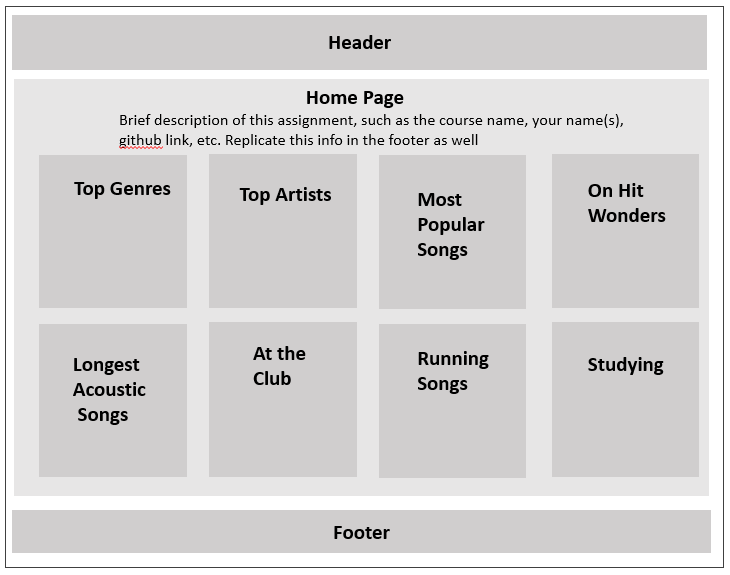 Header
Home Page
Brief description of this assignment, such as the course name, your name(s),
github link, etc. Replicate this info in the footer as well
Top Genres
Top Artists
Most
Popular
Songs
On Hit
Wonders
Longest
Acoustic
Songs
At the
Club
Running
Songs
Studying
Footer